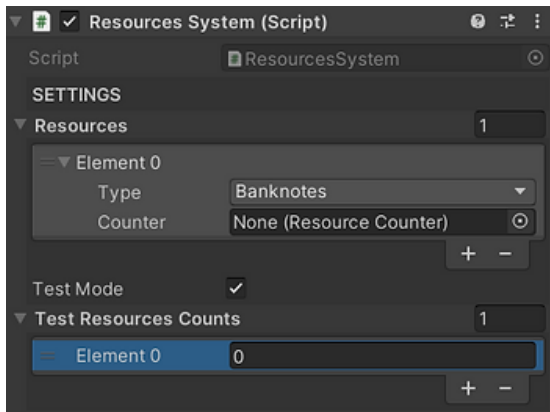 # Resources System (Script)
Script ResourcesSystem
SETTINGS
Resources 1
Element 0
Type Banknotes
Counter None (Resource Counter)
+ -
Test Mode
Test Resources Counts 1
Element 0 0
+ -